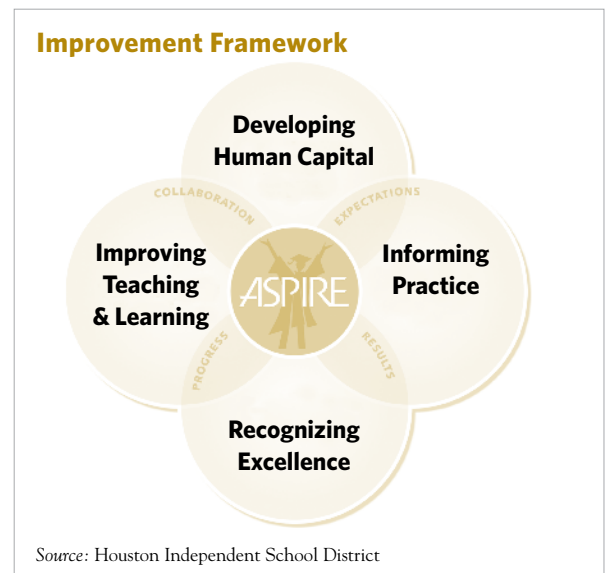 Improvement Framework
Developing
Human Capital
COLLABORATION
EXPECTATIONS
Improving
Teaching
& Learning
ASPIRE
Informing
Practice
PROGRESS
RESULTS
Recognizing
Excellence
Source: Houston Independent School District